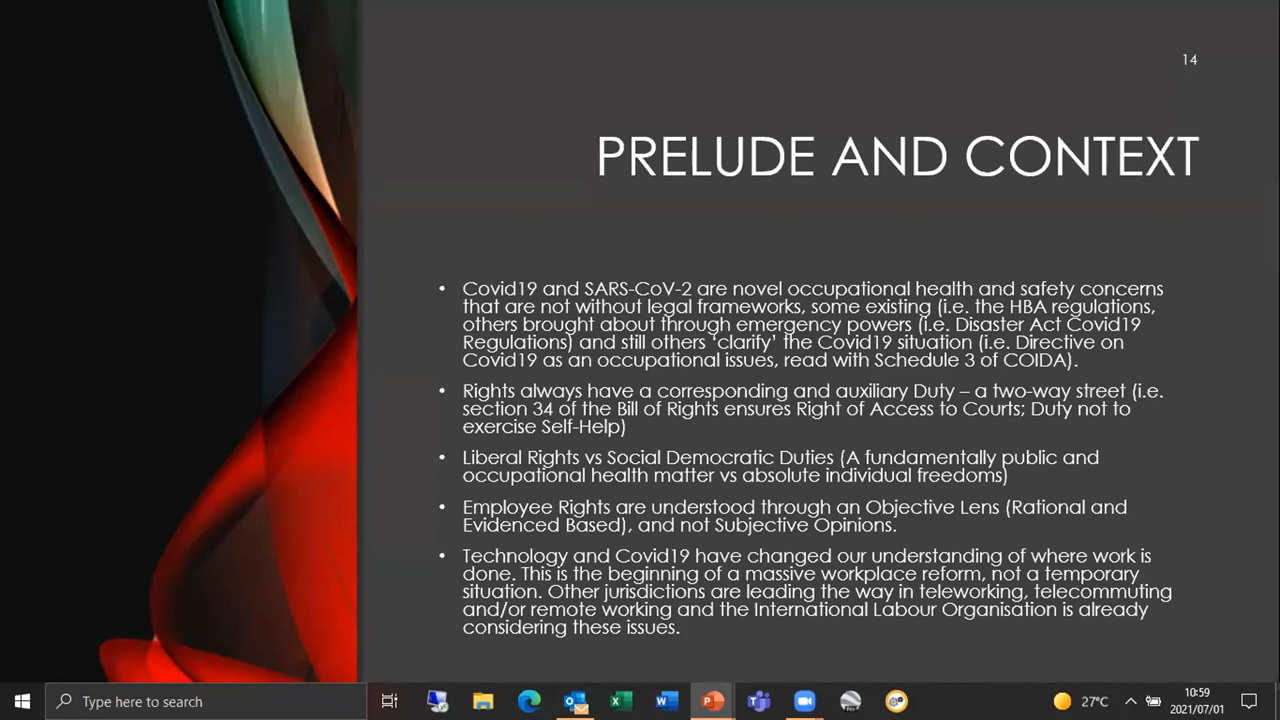 14
PRELUDE AND CONTEXT
• Covid19 and SARS-CoV-2 are novel occupational health and safety concerns
that are not without legal frameworks, some existing (i.e. the HBA regulations,
others brought about through emergency powers (i.e. Disaster Act Covid19
Regulations) and still others ‘clarify’ the Covid19 situation (i.e. Directive on
Covid19 as an occupational issues, read with Schedule 3 of COIDA).
• Rights always have a corresponding and auxiliary Duty – a two-way street (i.e.
section 34 of the Bill of Rights ensures Right of Access to Courts; Duty not to
exercise Self-Help)
• Liberal Rights vs Social Democratic Duties (A fundamentally public and
occupational health matter vs absolute individual freedoms)
• Employee Rights are understood through an Objective Lens (Rational and
Evidenced Based), and not Subjective Opinions.
• Technology and Covid19 have changed our understanding of where work is
done. This is the beginning of a massive workplace reform, not a temporary
situation. Other jurisdictions are leading the way in teleworking, telecommuting
and/or remote working and the International Labour Organisation is already
considering these issues.
Type here to search
27°C
10:59
2021/07/01